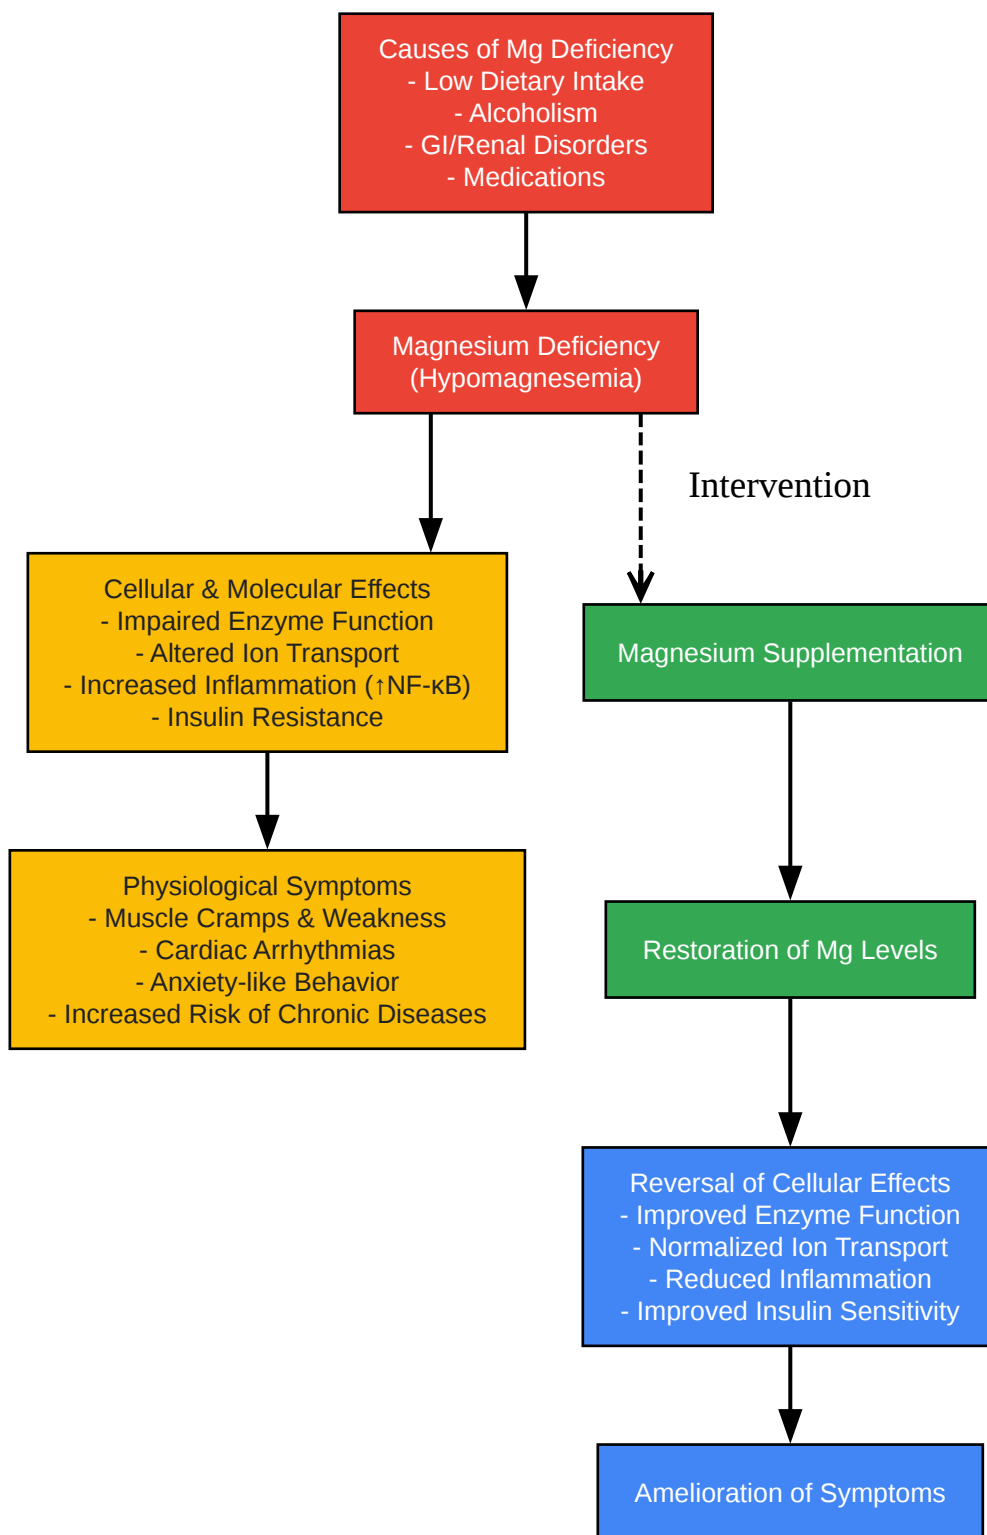 Causes of Mg Deficiency
- Low Dietary Intake
- Alcoholism
- GI/Renal Disorders
- Medications
Magnesium Deficiency
(Hypomagnesemia)
Intervention
Cellular & Molecular Effects
- Impaired Enzyme Function
- Altered Ion Transport
- Increased Inflammation (↑NF-κB)
- Insulin Resistance
Magnesium Supplementation
Physiological Symptoms
- Muscle Cramps & Weakness
- Cardiac Arrhythmias
- Anxiety-like Behavior
- Increased Risk of Chronic Diseases
Restoration of Mg Levels
Reversal of Cellular Effects
- Improved Enzyme Function
- Normalized Ion Transport
- Reduced Inflammation
- Improved Insulin Sensitivity
Amelioration of Symptoms